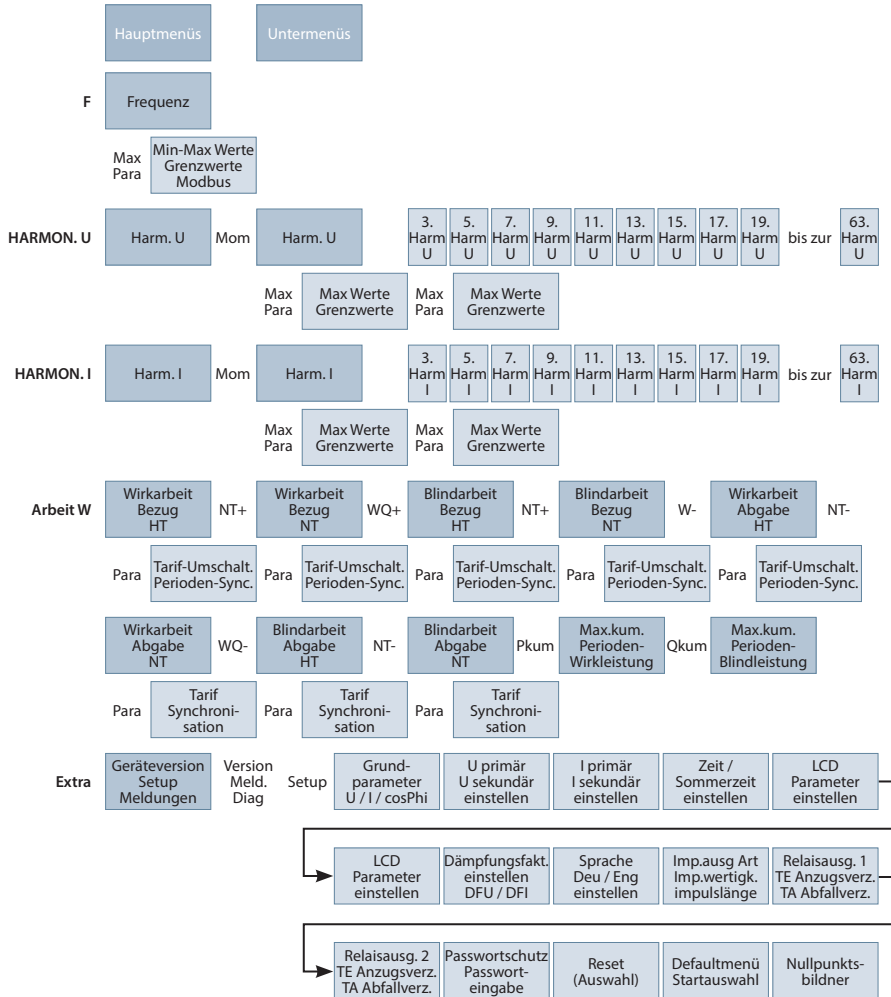 Hauptmenüs
Untermenüs
F
Frequenz
Max
Para
Min-Max Werte
Grenzwerte
Modbus
HARMON. U
Harm. U
Mom
Harm. U
3.
Harm
U
5.
Harm
U
7.
Harm
U
9.
Harm
U
11.
Harm
U
13.
Harm
U
15.
Harm
U
17.
Harm
U
19.
Harm
U
bis zur
63.
Harm
U
Max
Para
Max Werte
Grenzwerte
Max
Para
Max Werte
Grenzwerte
HARMON. I
Harm. I
Mom
Harm. I
3.
Harm
I
5.
Harm
I
7.
Harm
I
9.
Harm
I
11.
Harm
I
13.
Harm
I
15.
Harm
I
17.
Harm
I
19.
Harm
I
bis zur
63.
Harm
I
Max
Para
Max Werte
Grenzwerte
Max
Para
Max Werte
Grenzwerte
Arbeit W
Wirkarbeit
Bezug
HT
NT+
Wirkarbeit
Bezug
NT
WQ+
Blindarbeit
Bezug
HT
NT+
Blindarbeit
Bezug
NT
W-
Wirkarbeit
Abgabe
HT
NT-
Para
Tarif-Umschalt.
Perioden-Sync.
Para
Tarif-Umschalt.
Perioden-Sync.
Para
Tarif-Umschalt.
Perioden-Sync.
Para
Tarif-Umschalt.
Perioden-Sync.
Para
Tarif-Umschalt.
Perioden-Sync.
Wirkarbeit
Abgabe
NT
WQ-
Blindarbeit
Abgabe
HT
NT-
Blindarbeit
Abgabe
NT
Pkum
Max.kum.
Perioden-
Wirkleistung
Qkum
Max.kum.
Perioden-
Blindleistung
Para
Tarif
Synchroni-
sation
Para
Tarif
Synchroni-
sation
Para
Tarif
Synchroni-
sation
Extra
Geräteversion
Setup
Meldungen
Version
Meld.
Diag
Setup
Grund-
parameter
U / I / cosPhi
U primär
U sekundär
einstellen
I primär
I sekundär
einstellen
Zeit /
Sommerzeit
einstellen
LCD
Parameter
einstellen
LCD
Parameter
einstellen
Dämpfungsfakt.
einstellen
DFU / DFI
Sprache
Deu / Eng
einstellen
Imp.ausg Art
Imp.wertigk.
impulslänge
Relaisausg. 1
TE Anzugsverz.
TA Abfallverz.
Relaisausg. 2
TE Anzugsverz.
TA Abfallverz.
Passwortschutz
Passwort-
eingabe
Reset
(Auswahl)
Defaultmenü
Startauswahl
Nullpunkts-
bildner